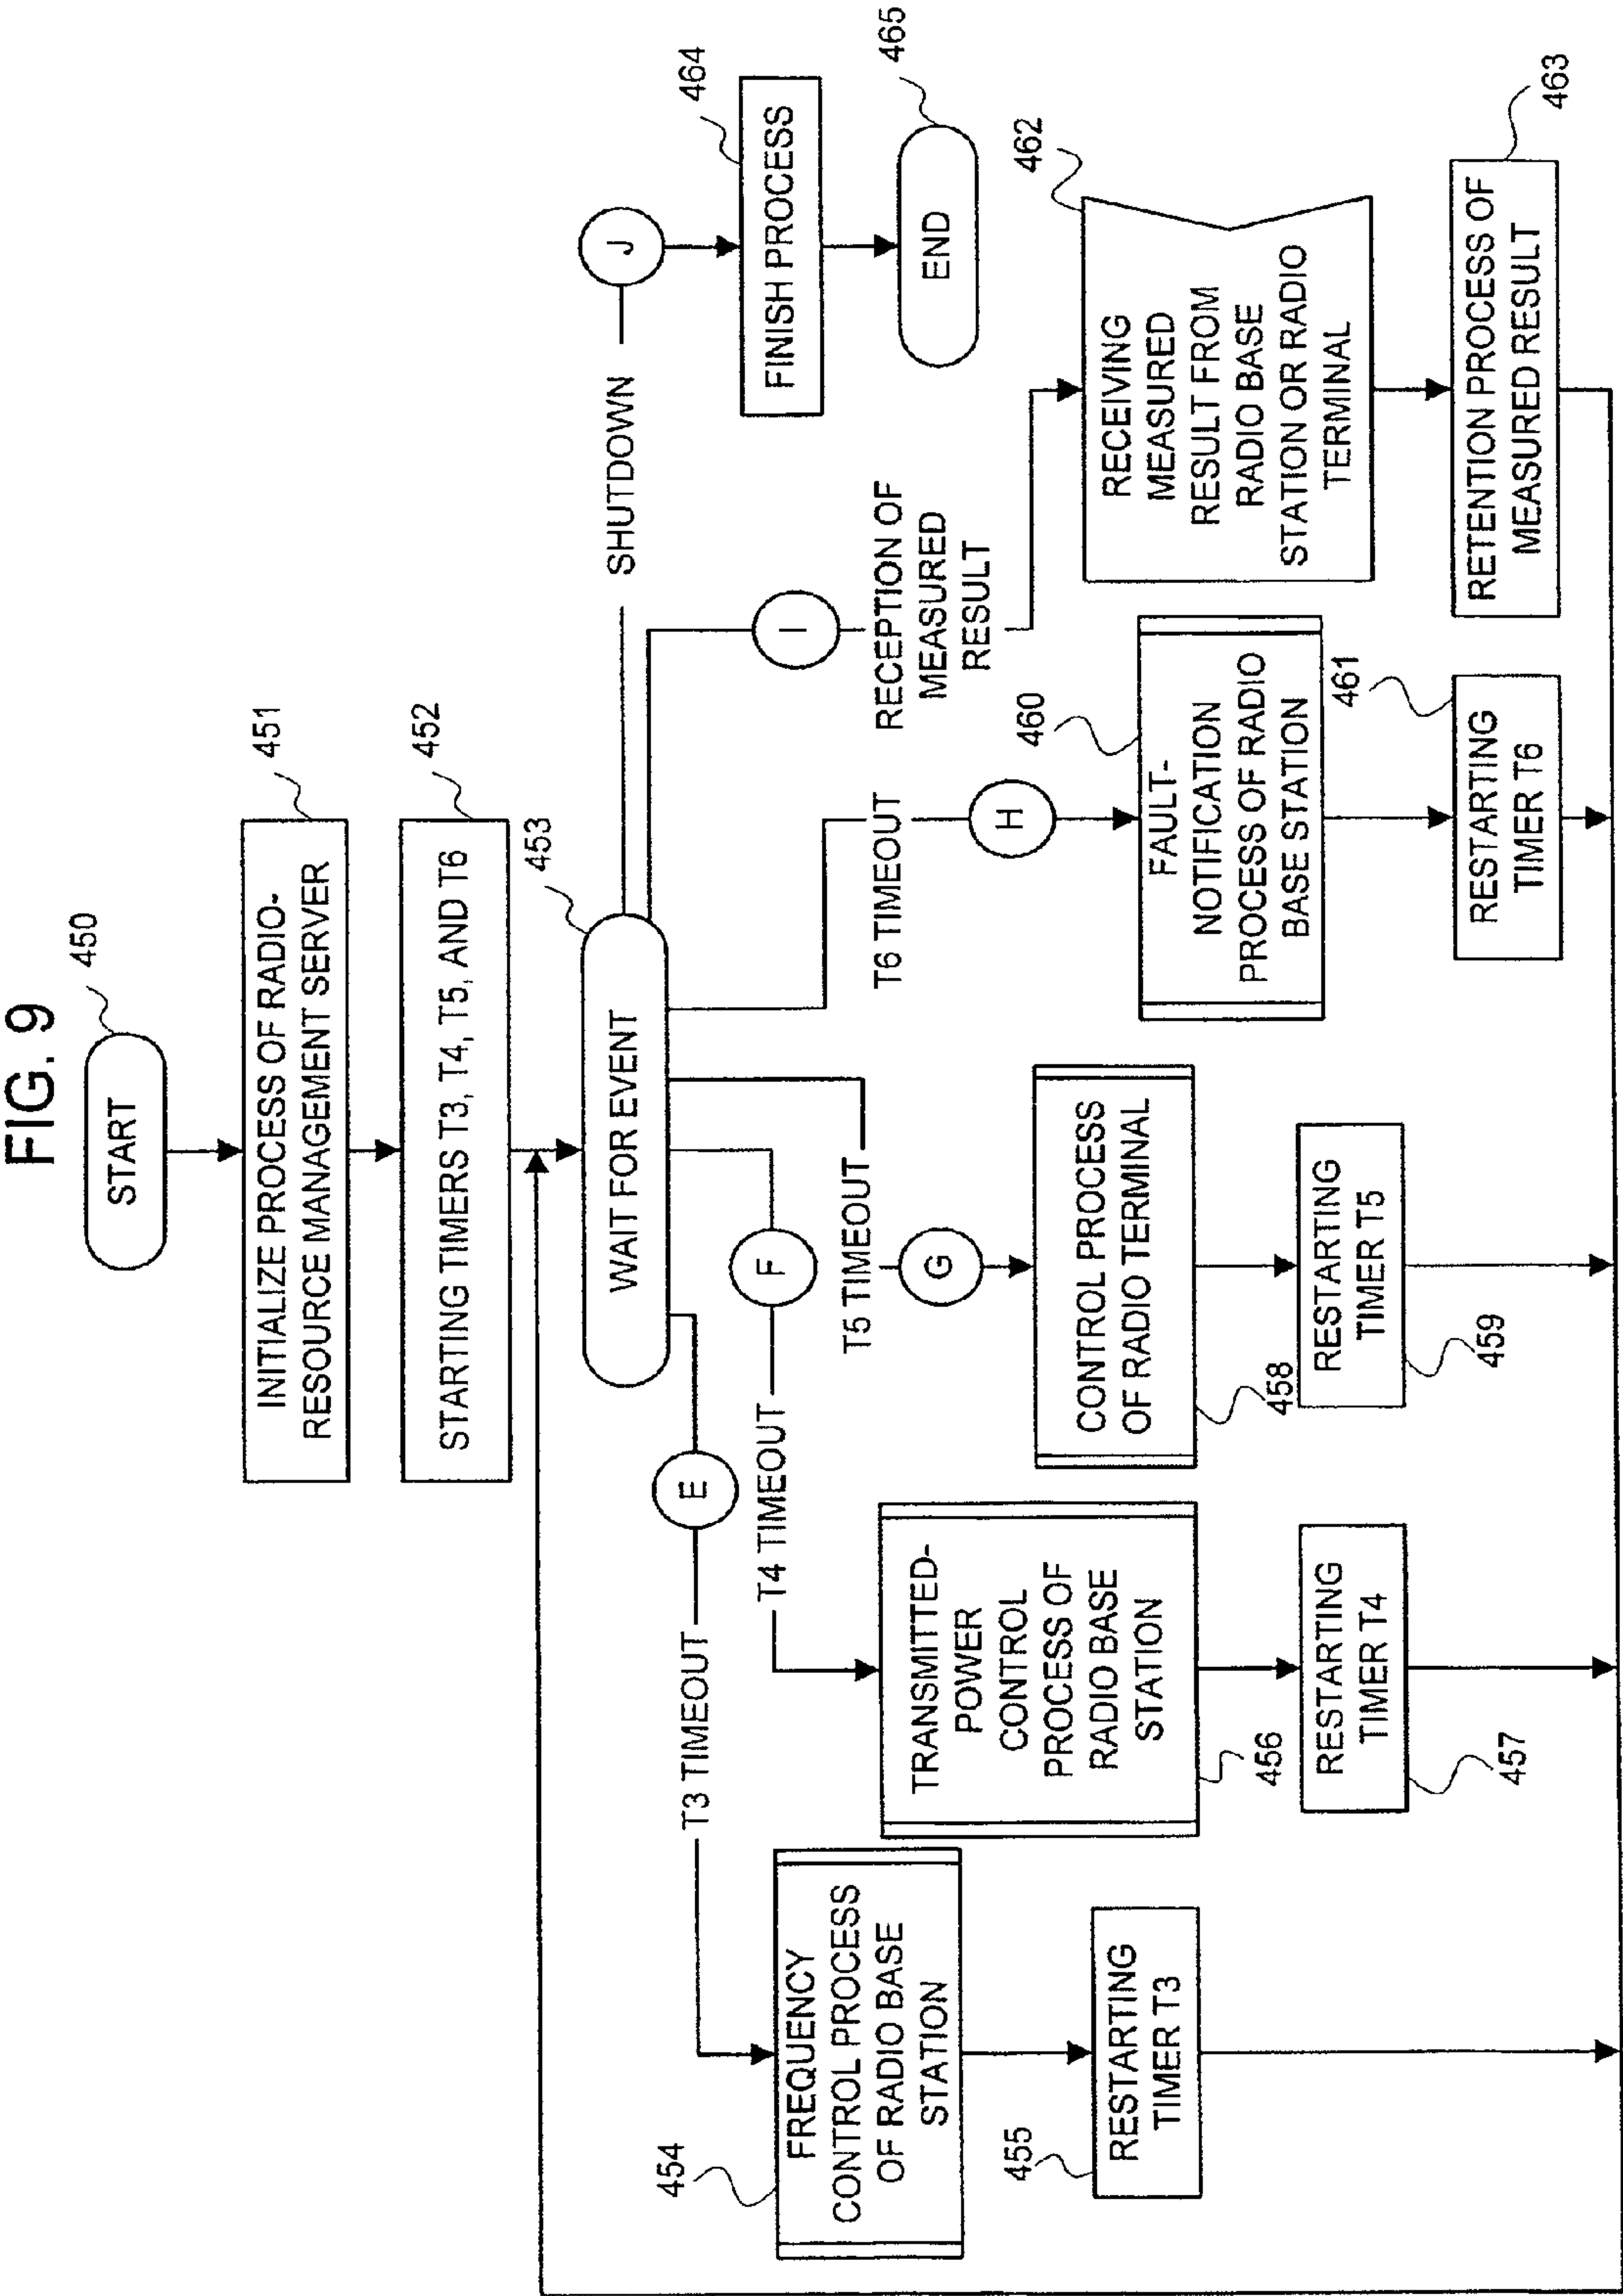 FIG. 9
START
450
INITIALIZE PROCESS OF RADIO-
RESOURCE MANAGEMENT SERVER
451
STARTING TIMERS T3, T4, T5, AND T6
452
WAIT FOR EVENT
453
E
T3 TIMEOUT
FREQUENCY
CONTROL PROCESS
OF RADIO BASE
STATION
454
RESTARTING
TIMER T3
455
F
T4 TIMEOUT
TRANSMITTED-
POWER
CONTROL
PROCESS OF
RADIO BASE
STATION
456
RESTARTING
TIMER T4
457
T5 TIMEOUT
G
CONTROL PROCESS
OF RADIO TERMINAL
458
RESTARTING
TIMER T5
459
T6 TIMEOUT
H
FAULT-
NOTIFICATION
PROCESS OF RADIO
BASE STATION
460
RESTARTING
TIMER T6
461
I
RECEPTION OF
MEASURED
RESULT
RECEIVING
MEASURED
RESULT FROM
RADIO BASE
STATION OR RADIO
TERMINAL
462
RETENTION PROCESS OF
MEASURED RESULT
463
SHUTDOWN
J
FINISH PROCESS
464
END
465